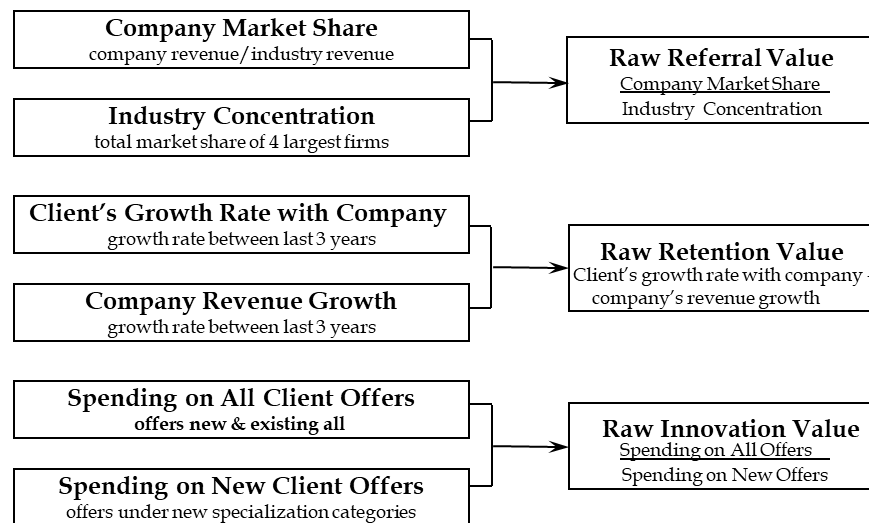 Company Market Share
company revenue/industry revenue
Industry Concentration
total market share of 4 largest firms
Raw Referral Value
Company Market Share
Industry Concentration
Client's Growth Rate with Company
growth rate between last 3 years
Company Revenue Growth
growth rate between last 3 years
Raw Retention Value
Client's growth rate with company -
company's revenue growth
Spending on All Client Offers
offers new & existing all
Spending on New Client Offers
offers under new specialization categories
Raw Innovation Value
Spending on All Offers
Spending on New Offers